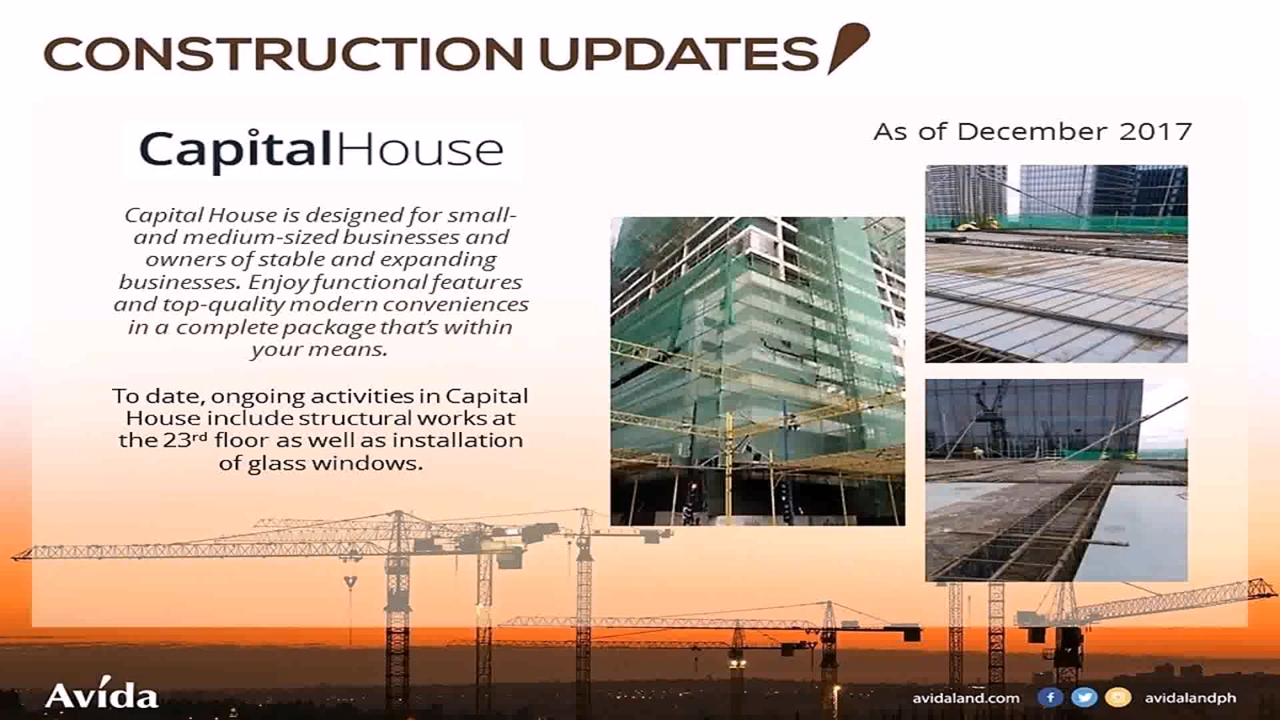 CONSTRUCTION UPDATES
CapitalHouse
As of December 2017
Capital House is designed for small-
and medium-sized businesses and
owners of stable and expanding
businesses. Enjoy functional features
and top-quality modern conveniences
in a complete package that's within
your means.
To date, ongoing activities in Capital
House include structural works at
the 23rd floor as well as installation
of glass windows.
Avída
avidaland.com
avidalandph